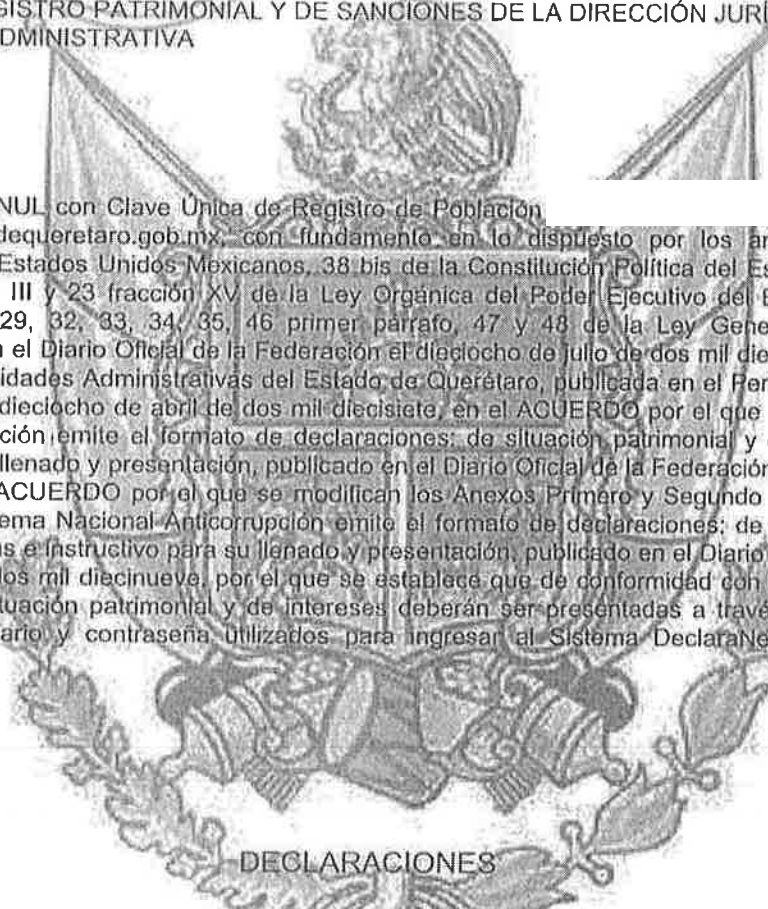 GISTRO PATRIMONIAL Y DE SANCIONES DE LA DIRECCIÓN JURÍ
DMINISTRATIVA
NUL con Clave Única de Registro de Población
dequeretaro.gob.mx, con fundamento en lo dispuesto por los ar
Estados Unidos Mexicanos, 38 bis de la Constitución Política del Es
III y 23 fracción XV de la Ley Orgánica del Poder Ejecutivo del E
29, 32, 33, 34, 35, 46 primer párrafo, 47 y 48 de la Ley Gene
n el Diario Oficial de la Federación el dieciocho de julio de dos mil die
idades Administrativas del Estado de Querétaro, publicada en el Per
dieciocho de abril de dos mil diecisiete, en el ACUERDO por el que
ción emite el formato de declaraciones: de situación patrimonial y
llenado y presentación, publicado en el Diario Oficial de la Federación
ACUERDO por el que se modifican los Anexos Primero y Segundo
ema Nacional Anticorrupción emite el formato de declaraciones: de
s e instructivo para su llenado y presentación, publicado en el Diario
los mil diecinueve, por el que se establece que de conformidad con
tuación patrimonial y de intereses deberán ser presentadas a travé
ario y contraseña utilizados para ingresar al Sistema DeclaraNe
DECLARACIONES